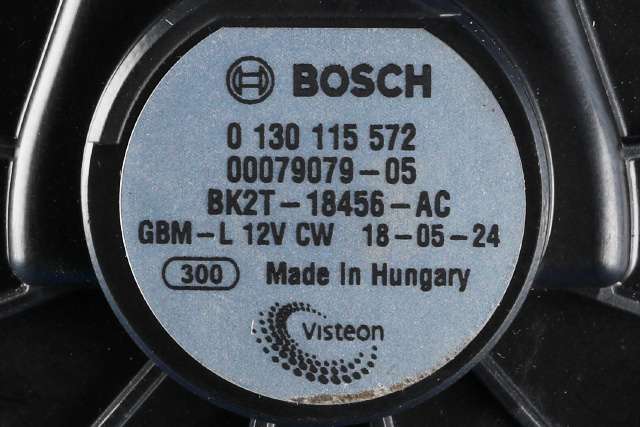 BOSCH
0 130 115 572
00079079-05
BK2T-18456-AC
GBM-L 12V CW 18-05-24
300 Made In Hungary
Visteon